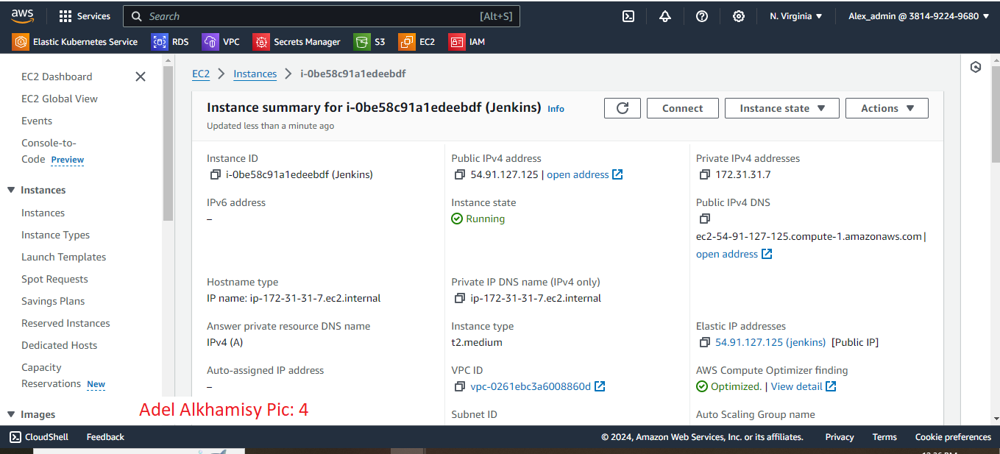 aws
Services
Search
[Alt+S]
N. Virginia
Alex_admin @ 3814-9224-9680
Elastic Kubernetes Service
RDS
VPC
Secrets Manager
S3
EC2
IAM
EC2 Dashboard
EC2 Global View
Events
Console-to-
Code Preview
Instances
Instances
Instance Types
Launch Templates
Spot Requests
Savings Plans
Reserved Instances
Dedicated Hosts
Capacity
Reservations New
Images
EC2 Instances i-0be58c91a1edeebdf
Instance summary for i-0be58c91a1edeebdf (Jenkins) Info
Updated less than a minute ago
Connect
Instance state
Actions
Instance ID
i-0be58c91a1edeebdf (Jenkins)
Public IPv4 address
54.91.127.125 | open address
Private IPv4 addresses
172.31.31.7
IPv6 address
–
Instance state
Running
Public IPv4 DNS
ec2-54-91-127-125.compute-1.amazonaws.com |
open address
Hostname type
IP name: ip-172-31-31-7.ec2.internal
Private IP DNS name (IPv4 only)
ip-172-31-31-7.ec2.internal
Answer private resource DNS name
IPv4 (A)
Instance type
t2.medium
Elastic IP addresses
54.91.127.125 (jenkins) [Public IP]
Auto-assigned IP address
–
VPC ID
vpc-0261ebc3a6008860d
AWS Compute Optimizer finding
Optimized. | View detail
Subnet ID
Auto Scaling Group name
Adel Alkhamisy Pic: 4
CloudShell
Feedback
© 2024, Amazon Web Services, Inc. or its affiliates.
Privacy
Terms
Cookie preferences